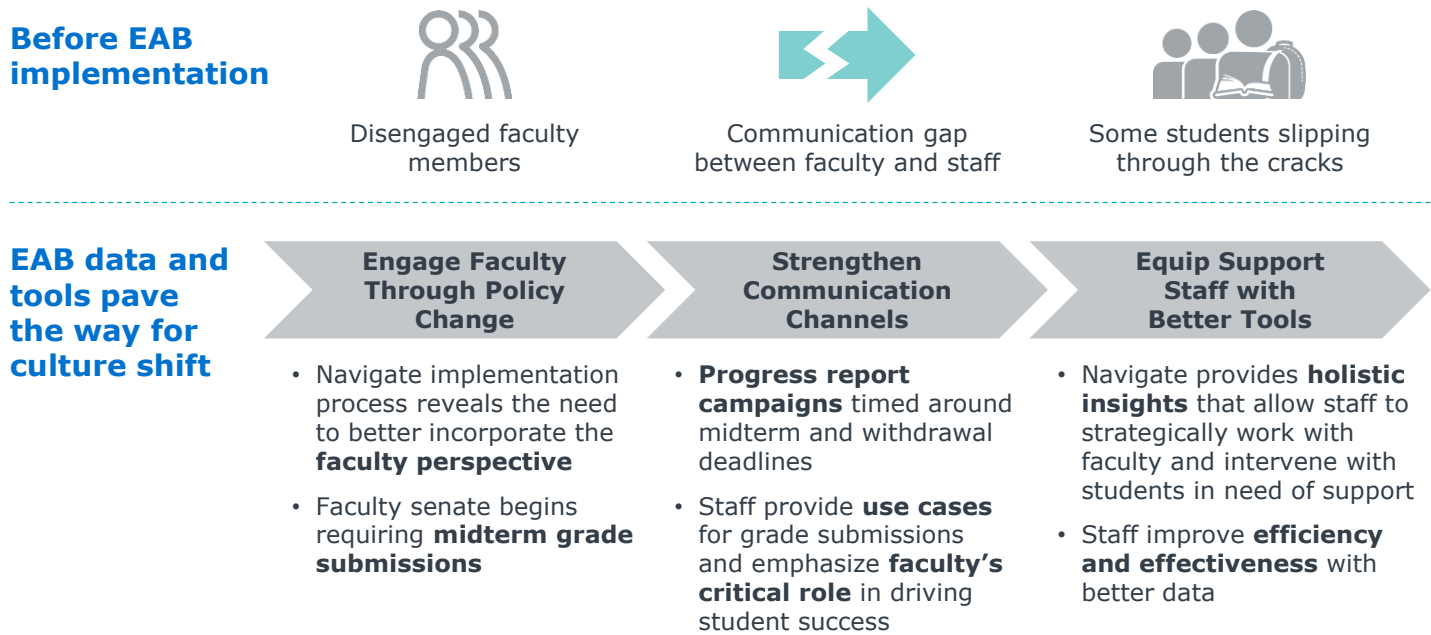 Before EAB
implementation
Disengaged faculty
members
Communication gap
between faculty and staff
Some students slipping
through the cracks
EAB data and
tools pave
the way for
culture shift
Engage Faculty
Through Policy
Change
• Navigate implementation
process reveals the need
to better incorporate the
faculty perspective
• Faculty senate begins
requiring midterm grade
submissions
Strengthen
Communication
Channels
• Progress report
campaigns timed around
midterm and withdrawal
deadlines
• Staff provide use cases
for grade submissions
and emphasize faculty’s
critical role in driving
student success
Equip Support
Staff with
Better Tools
• Navigate provides holistic
insights that allow staff to
strategically work with
faculty and intervene with
students in need of support
• Staff improve efficiency
and effectiveness with
better data